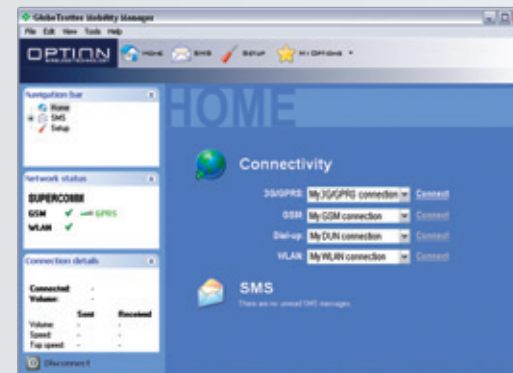 GlobeTrotter Mobility Manager
File Edit View Tools Help
OPTION
WIRELESS TECHNOLOGY
HOME
SMS
SETUP
MY OPTIONS
Navigation bar
Home
SMS
Setup
Network status
SUPERCOMM
GSM GPRS
WLAN
Connection details
Connected: -
Volume: -
Sent Received
Volume: - -
Speed: - -
Top speed: - -
Disconnect
HOME
Connectivity
3G/GPRS: My 3G/GPRS connection Connect
GSM: My GSM connection Connect
Dial-up: My DUN connection Connect
WLAN: My WLAN connection Connect
SMS
There are no unread SMS messages.